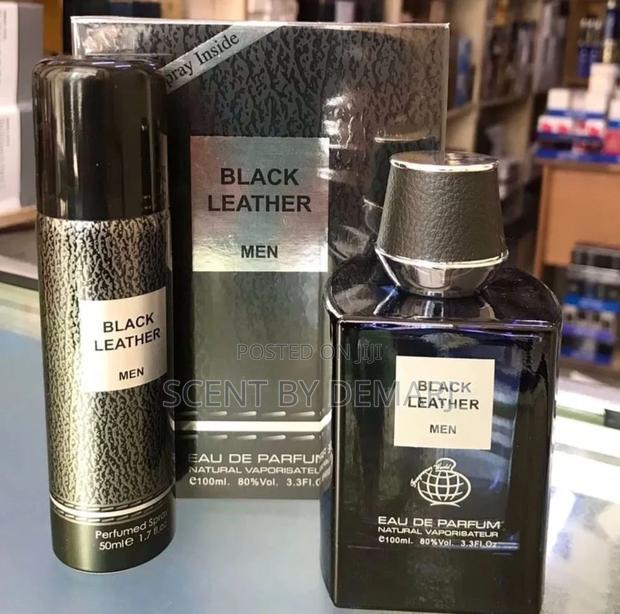 Spray Inside
BLACK
LEATHER
MEN
EAU DE PARFUM
NATURAL VAPORISATEUR
℮100ml. 80%Vol. 3.3Fl.Oz
BLACK
LEATHER
MEN
Perfumed Spray
50ml℮ 1.7 fl.oz
BLACK
LEATHER
MEN
EAU DE PARFUM
NATURAL VAPORISATEUR
℮100ml. 80%Vol. 3.3Fl.Oz
POSTED ON JIJI
SCENT BY DEMAI